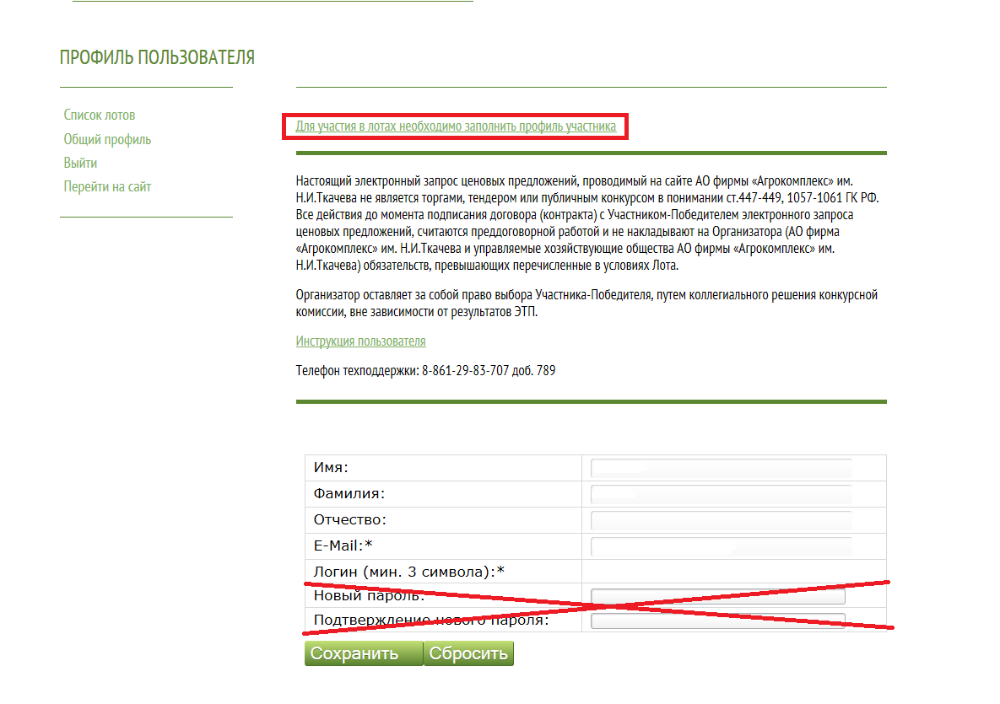 ПРОФИЛЬ ПОЛЬЗОВАТЕЛЯ
Список лотов
Общий профиль
Выйти
Перейти на сайт
Для участия в лотах необходимо заполнить профиль участника
Настоящий электронный запрос ценовых предложений, проводимый на сайте АО фирмы «Агрокомплекс» им.
Н.И.Ткачева не является торгами, тендером или публичным конкурсом в понимании ст.447-449, 1057-1061 ГК РФ.
Все действия до момента подписания договора (контракта) с Участником-Победителем электронного запроса
ценовых предложений, считаются преддоговорной работой и не накладывают на Организатора (АО фирма
«Агрокомплекс» им. Н.И.Ткачева и управляемые хозяйствующие общества АО фирмы «Агрокомплекс» им.
Н.И.Ткачева) обязательств, превышающих перечисленные в условиях Лота.
Организатор оставляет за собой право выбора Участника-Победителя, путем коллегиального решения конкурсной
комиссии, вне зависимости от результатов ЭТП.
Инструкция пользователя
Телефон техподдержки: 8-861-29-83-707 доб. 789
Имя:
Фамилия:
Отчество:
E-Mail:*
Логин (мин. 3 символа):*
Новый пароль:
Подтверждение нового пароля:
Сохранить Сбросить